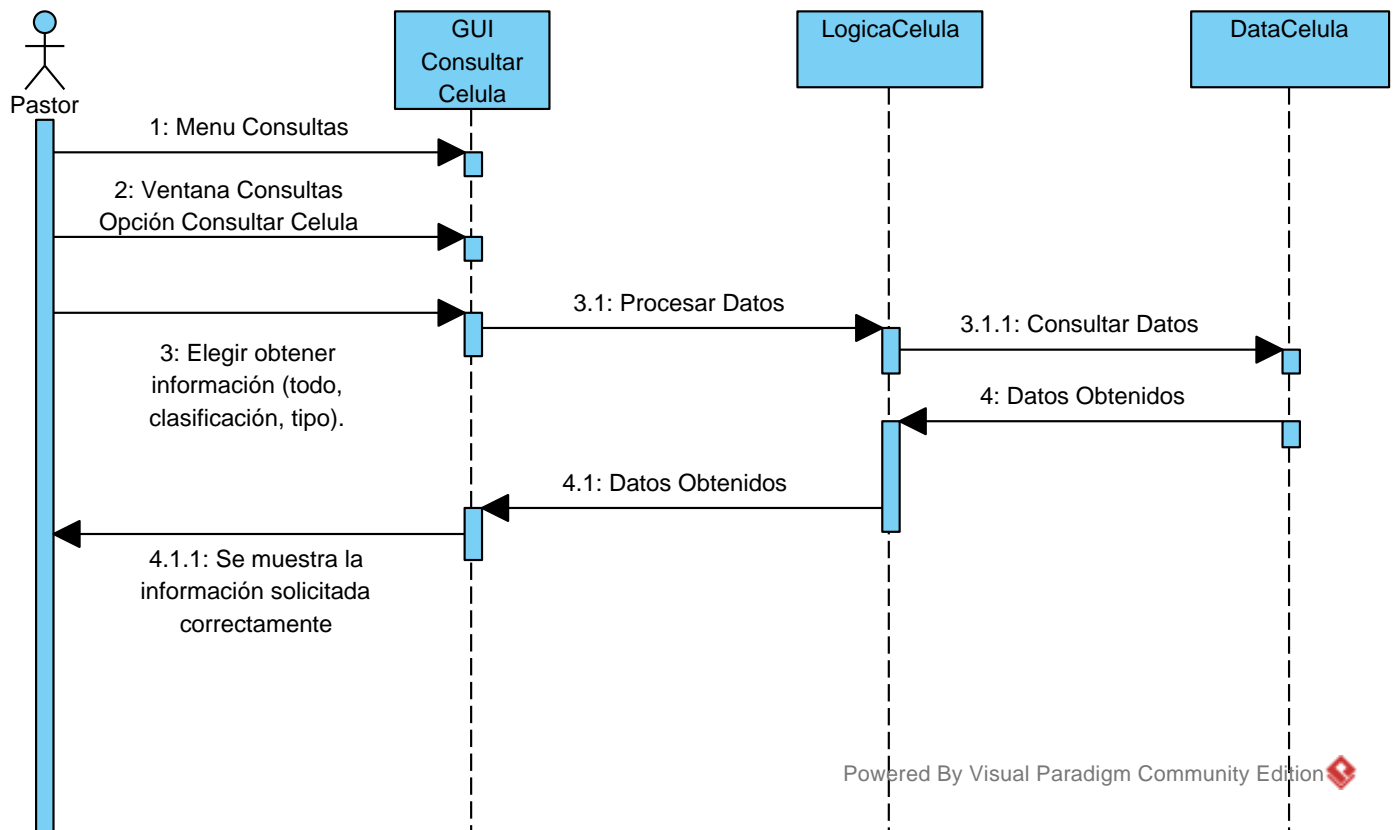 GUI
Consultar
Celula
LogicaCelula
DataCelula
Pastor
1: Menu Consultas
2: Ventana Consultas
Opción Consultar Celula
3: Elegir obtener
información (todo,
clasificación, tipo).
3.1: Procesar Datos
3.1.1: Consultar Datos
4: Datos Obtenidos
4.1: Datos Obtenidos
4.1.1: Se muestra la
información solicitada
correctamente
Powered By Visual Paradigm Community Edition